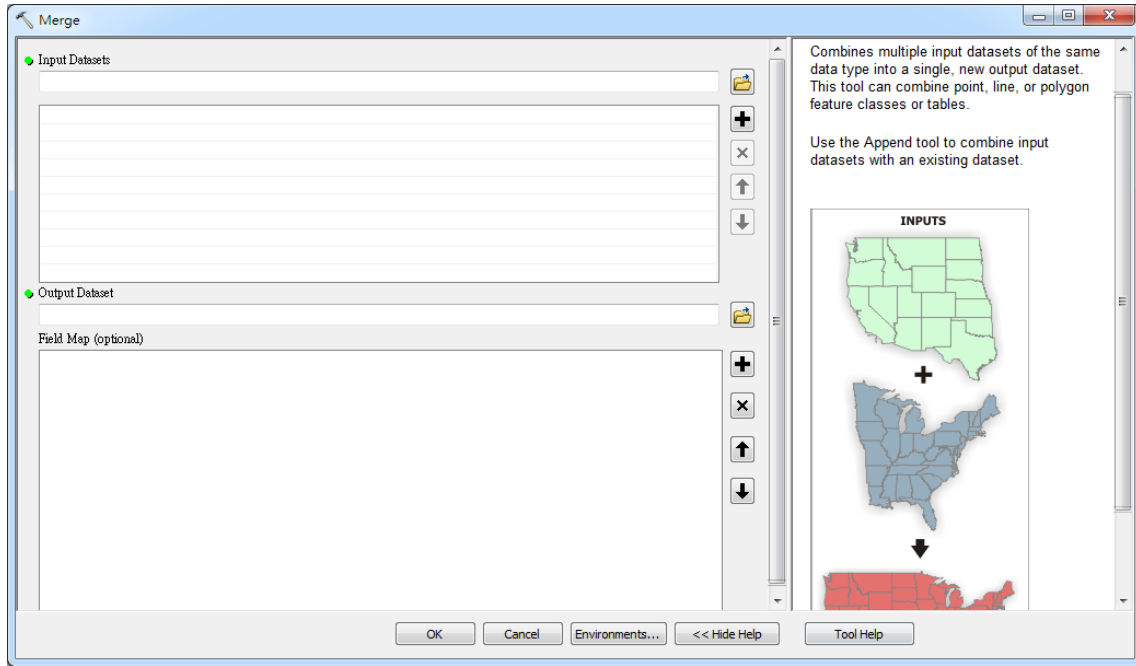 Merge
Input Datasets
Output Dataset
Field Map (optional)
OK
Cancel
Environments...
<< Hide Help
Tool Help
Combines multiple input datasets of the same
data type into a single, new output dataset.
This tool can combine point, line, or polygon
feature classes or tables.
Use the Append tool to combine input
datasets with an existing dataset.
INPUTS